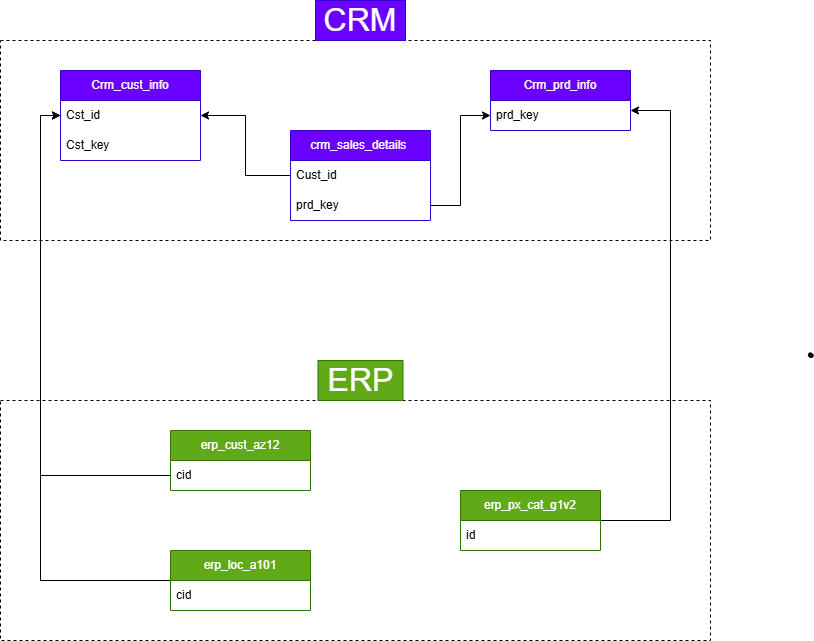 CRM
Crm_cust_info
Cst_id
Cst_key
crm_sales_details
Cust_id
prd_key
Crm_prd_info
prd_key
ERP
erp_cust_az12
cid
erp_px_cat_g1v2
id
erp_loc_a101
cid